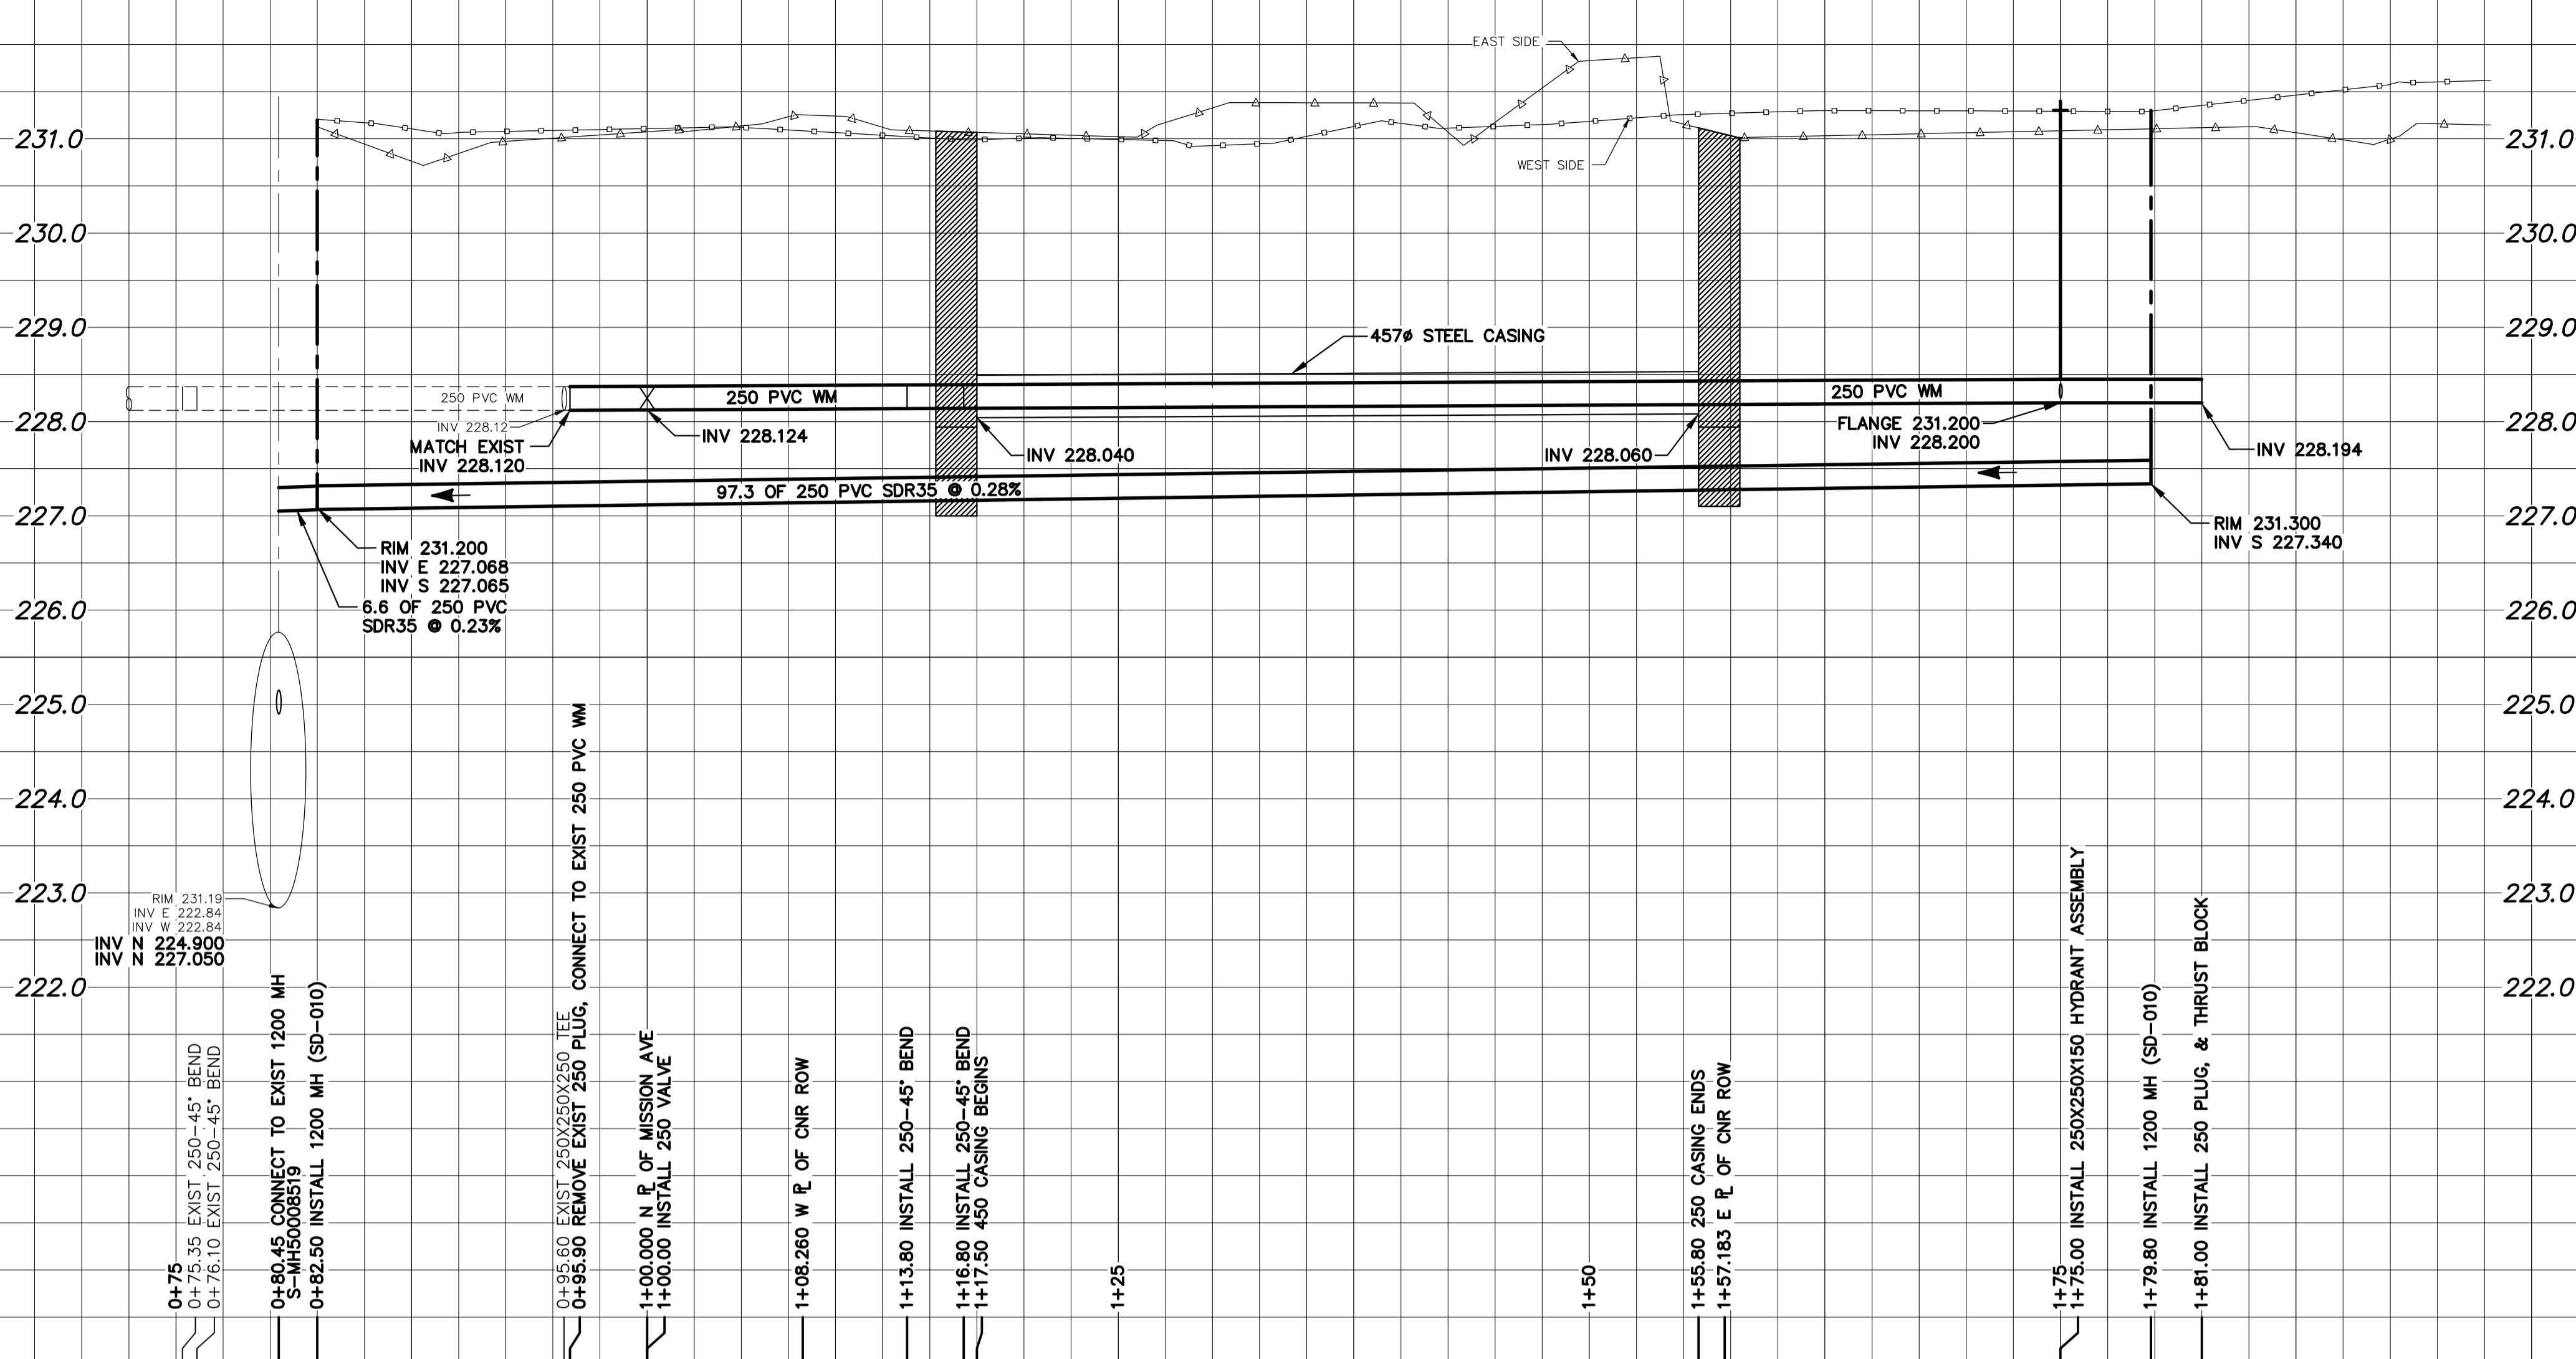 EAST SIDE
WEST SIDE
231.0
231.0
230.0
230.0
229.0
229.0
457ø STEEL CASING
250 PVC WM
250 PVC WM
250 PVC WM
228.0
228.0
INV 228.12
MATCH EXIST
INV 228.120
INV 228.124
INV 228.040
INV 228.060
FLANGE 231.200
INV 228.200
INV 228.194
97.3 OF 250 PVC SDR35 @ 0.28%
227.0
227.0
RIM 231.300
INV S 227.340
RIM 231.200
INV E 227.068
INV S 227.065
6.6 OF 250 PVC
SDR35 @ 0.23%
226.0
226.0
225.0
225.0
224.0
224.0
223.0
223.0
RIM 231.19
INV E 222.84
INV W 222.84
INV N 224.900
INV N 227.050
222.0
222.0
0+75
0+75.35 EXIST 250-45° BEND
0+76.10 EXIST 250-45° BEND
0+80.45 CONNECT TO EXIST 1200 MH
S-MH50008519
0+82.50 INSTALL 1200 MH (SD-010)
0+95.60 EXIST 250X250X250 TEE
0+95.90 REMOVE EXIST 250 PLUG, CONNECT TO EXIST 250 PVC WM
1+00.000 N PL OF MISSION AVE
1+00.00 INSTALL 250 VALVE
1+08.260 W PL OF CNR ROW
1+13.80 INSTALL 250-45° BEND
1+16.80 INSTALL 250-45° BEND
1+17.50 450 CASING BEGINS
1+25
1+50
1+55.80 250 CASING ENDS
1+57.183 E PL OF CNR ROW
1+75
1+75.00 INSTALL 250X250X150 HYDRANT ASSEMBLY
1+79.80 INSTALL 1200 MH (SD-010)
1+81.00 INSTALL 250 PLUG, & THRUST BLOCK